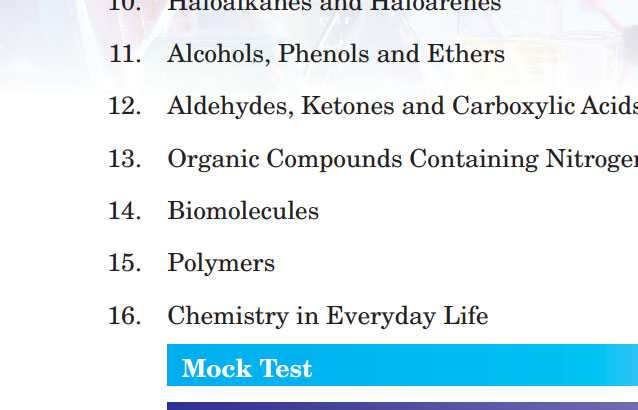 10. Haloalkanes and Haloarenes
11. Alcohols, Phenols and Ethers
12. Aldehydes, Ketones and Carboxylic Acids
13. Organic Compounds Containing Nitrogen
14. Biomolecules
15. Polymers
16. Chemistry in Everyday Life
Mock Test